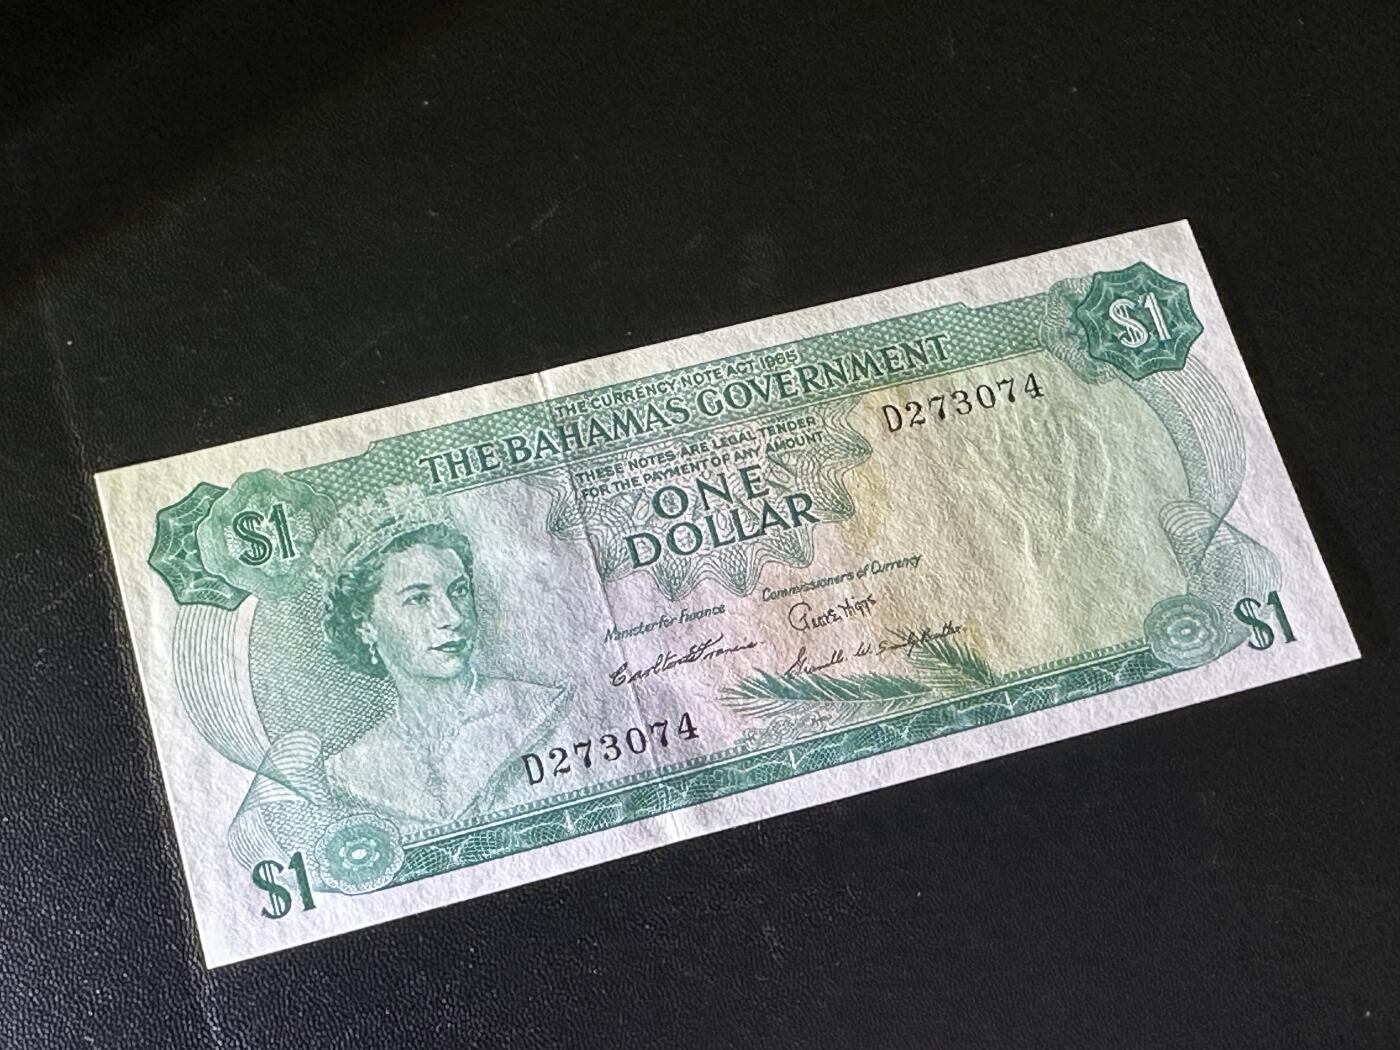 $1
THE CURRENCY NOTE ACT 1965
THE BAHAMAS GOVERNMENT
D273074
$1
THESE NOTES ARE LEGAL TENDER
FOR THE PAYMENT OF ANY AMOUNT
ONE
DOLLAR
Minister for Finance
Commissioners of Currency
D273074
$1
$1